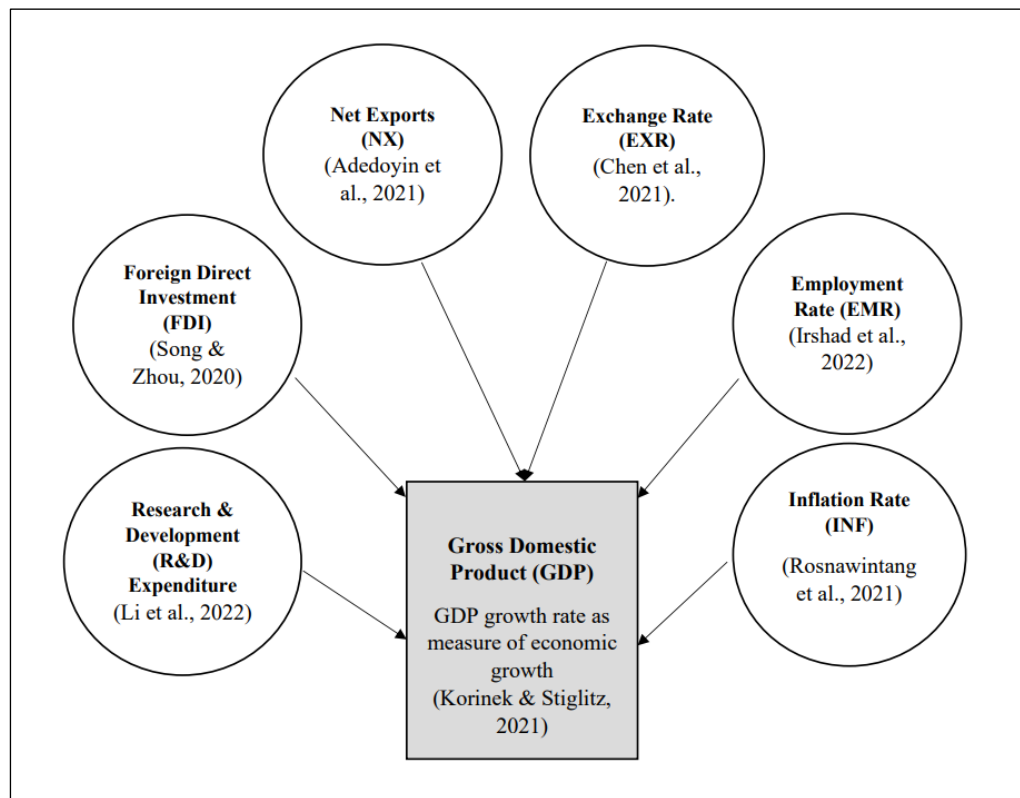 Net Exports
(NX)
(Adedoyin et
al., 2021)
Exchange Rate
(EXR)
(Chen et al.,
2021).
Foreign Direct
Investment
(FDI)
(Song &
Zhou, 2020)
Employment
Rate (EMR)
(Irshad et al.,
2022)
Research &
Development
(R&D)
Expenditure
(Li et al., 2022)
Inflation Rate
(INF)
(Rosnawintang
et al., 2021)
Gross Domestic
Product (GDP)
GDP growth rate as
measure of economic
growth
(Korinek & Stiglitz,
2021)